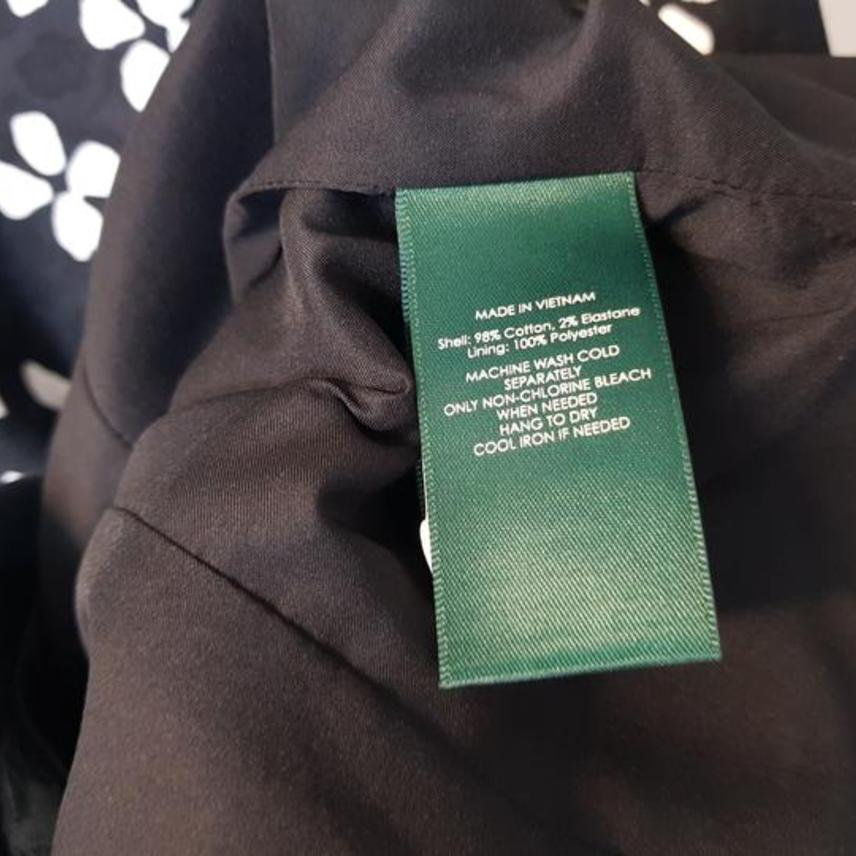 MADE IN VIETNAM
Shell: 98% Cotton, 2% Elastane
Lining: 100% Polyester
MACHINE WASH COLD
SEPARATELY
ONLY NON-CHLORINE BLEACH
WHEN NEEDED
HANG TO DRY
COOL IRON IF NEEDED